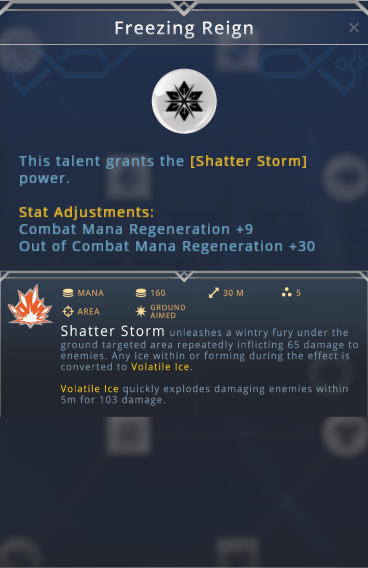 Freezing Reign
This talent grants the [Shatter Storm]
power.
Stat Adjustments:
Combat Mana Regeneration +9
Out of Combat Mana Regeneration +30
MANA 160 30 M 5
AREA GROUND
AIMED
Shatter Storm unleashes a wintry fury under the
ground targeted area repeatedly inflicting 65 damage to
enemies. Any Ice within or forming during the effect is
converted to Volatile Ice.
Volatile Ice quickly explodes damaging enemies within
5m for 103 damage.